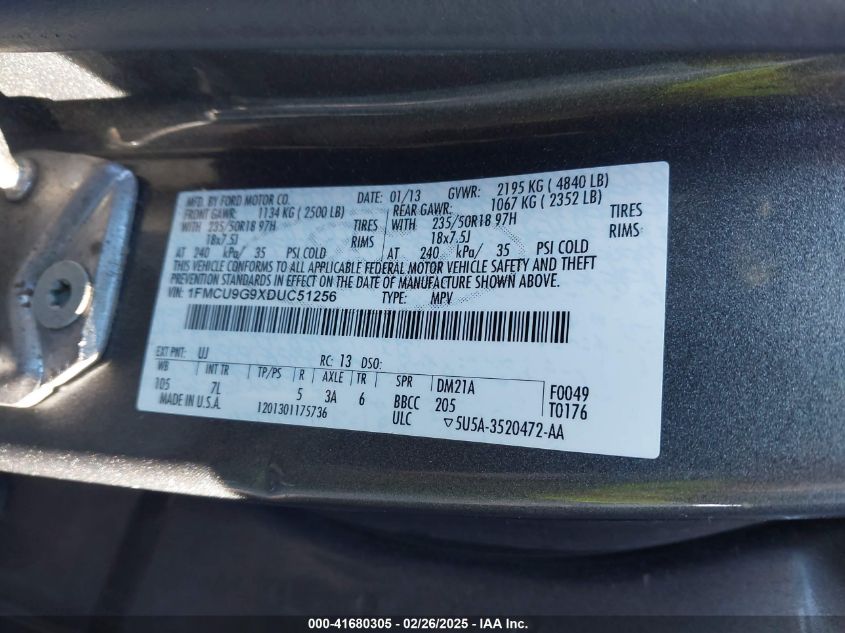 MFD. BY FORD MOTOR CO. DATE: 01/13 GVWR: 2195 KG ( 4840 LB)
FRONT GAWR: 1134 KG ( 2500 LB) REAR GAWR: 1067 KG ( 2352 LB)
WITH 235/50R18 97H TIRES WITH 235/50R18 97H TIRES
18x7.5J RIMS 18x7.5J RIMS
AT 240 kPa/ 35 PSI COLD AT 240 kPa/ 35 PSI COLD
THIS VEHICLE CONFORMS TO ALL APPLICABLE FEDERAL MOTOR VEHICLE SAFETY AND THEFT
PREVENTION STANDARDS IN EFFECT ON THE DATE OF MANUFACTURE SHOWN ABOVE.
VIN: 1FMCU9G9XDUC51256 TYPE: MPV
EXT PNT: UJ RC: 13 DSO:
WB INT TR TP/PS R AXLE TR SPR DM21A F0049
105 7L 5 3A 6 BBCC 205 T0176
MADE IN U.S.A. 1201301175736 ULC ▽5U5A-3520472-AA
000-41680305 - 02/26/2025 - IAA Inc.